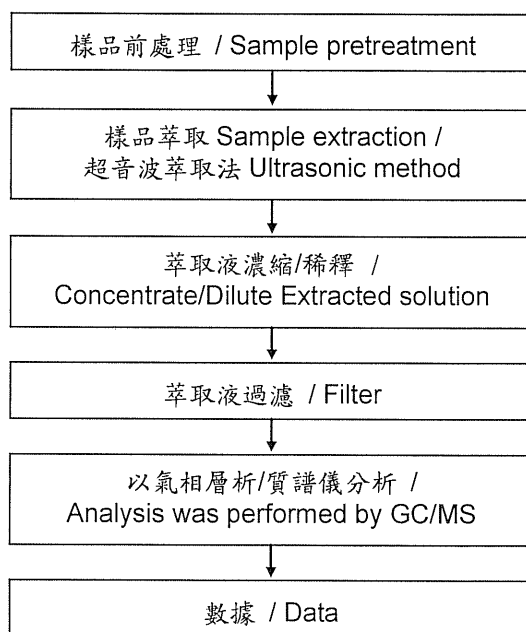 樣品前處理 / Sample pretreatment
樣品萃取 Sample extraction /
超音波萃取法 Ultrasonic method
萃取液濃縮/稀釋 /
Concentrate/Dilute Extracted solution
萃取液過濾 / Filter
以氣相層析/質譜儀分析 /
Analysis was performed by GC/MS
數據 / Data